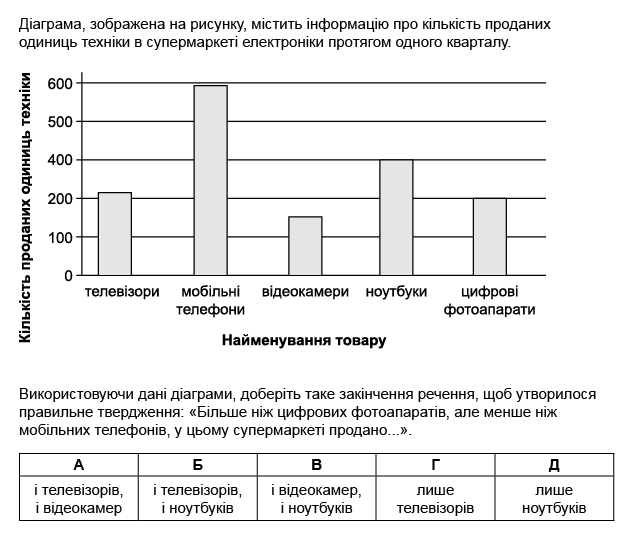 Діаграма, зображена на рисунку, містить інформацію про кількість проданих
одиниць техніки в супермаркеті електроніки протягом одного кварталу.
Кількість проданих одиниць техніки
600
500
400
200
100
0
телевізори
мобільні
телефони
відеокамери
ноутбуки
цифрові
фотоапарати
Найменування товару
Використовуючи дані діаграми, доберіть таке закінчення речення, щоб утворилося
правильне твердження: «Більше ніж цифрових фотоапаратів, але менше ніж
мобільних телефонів, у цьому супермаркеті продано...».
А Б В Г Д
і телевізорів, і телевізорів, і відеокамер, лише лише
і відеокамер і ноутбуків і ноутбуків телевізорів ноутбуків